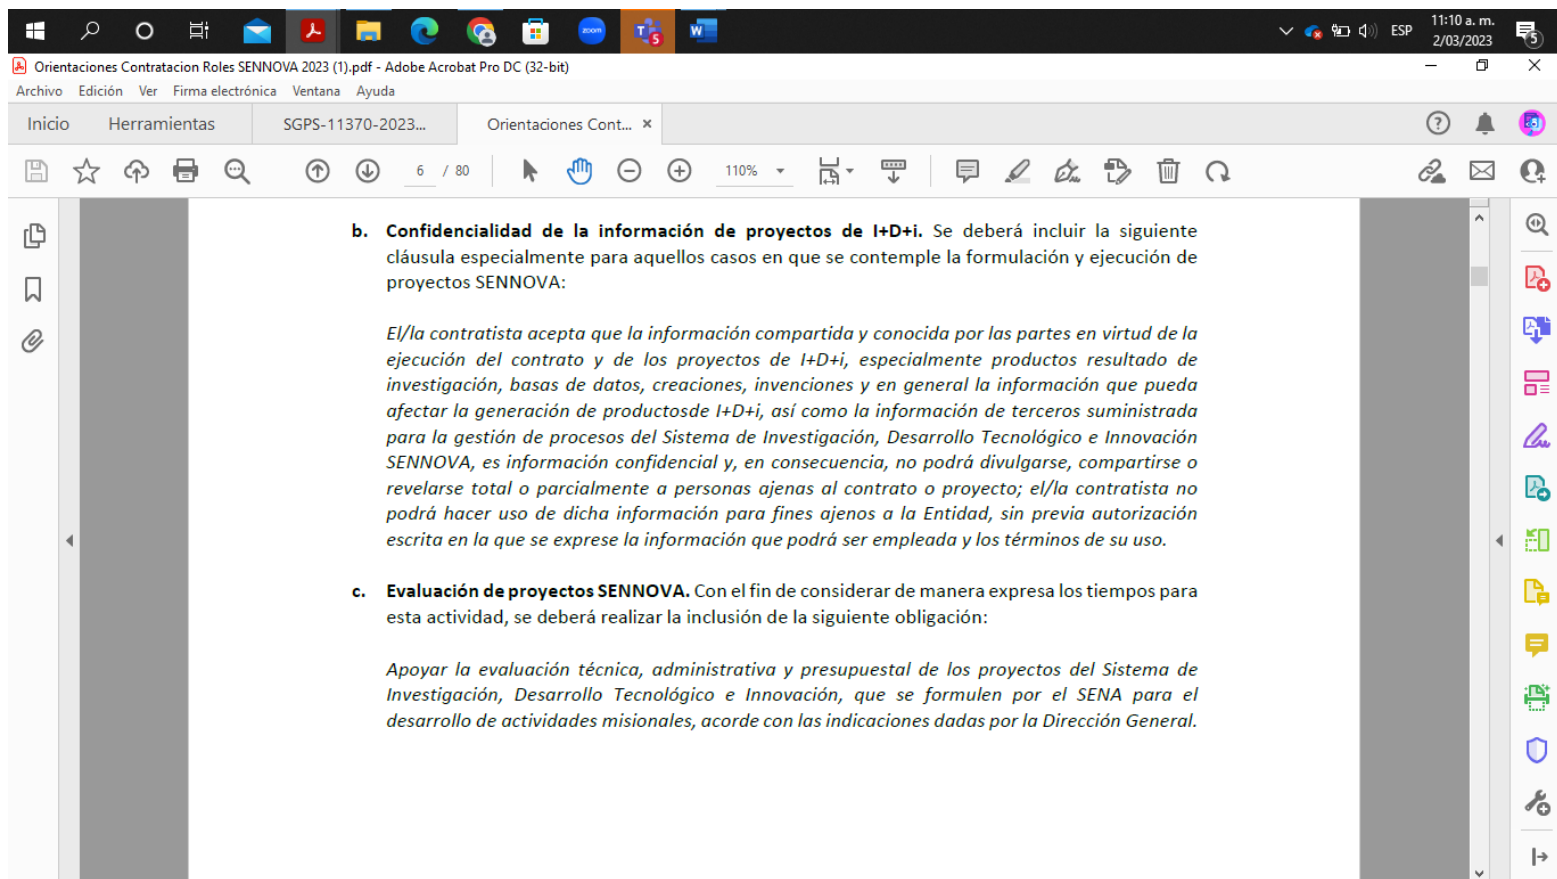 zoom
T 5
W
ESP
11:10 a. m.
2/03/2023
5
Orientaciones Contratacion Roles SENNOVA 2023 (1).pdf - Adobe Acrobat Pro DC (32-bit)
Archivo Edición Ver Firma electrónica Ventana Ayuda
Inicio Herramientas SGPS-11370-2023... Orientaciones Cont... ×
6 / 80 110%
b. Confidencialidad de la información de proyectos de I+D+i. Se deberá incluir la siguiente
cláusula especialmente para aquellos casos en que se contemple la formulación y ejecución de
proyectos SENNOVA:
El/la contratista acepta que la información compartida y conocida por las partes en virtud de la
ejecución del contrato y de los proyectos de I+D+i, especialmente productos resultado de
investigación, basas de datos, creaciones, invenciones y en general la información que pueda
afectar la generación de productosde I+D+i, así como la información de terceros suministrada
para la gestión de procesos del Sistema de Investigación, Desarrollo Tecnológico e Innovación
SENNOVA, es información confidencial y, en consecuencia, no podrá divulgarse, compartirse o
revelarse total o parcialmente a personas ajenas al contrato o proyecto; el/la contratista no
podrá hacer uso de dicha información para fines ajenos a la Entidad, sin previa autorización
escrita en la que se exprese la información que podrá ser empleada y los términos de su uso.
c. Evaluación de proyectos SENNOVA. Con el fin de considerar de manera expresa los tiempos para
esta actividad, se deberá realizar la inclusión de la siguiente obligación:
Apoyar la evaluación técnica, administrativa y presupuestal de los proyectos del Sistema de
Investigación, Desarrollo Tecnológico e Innovación, que se formulen por el SENA para el
desarrollo de actividades misionales, acorde con las indicaciones dadas por la Dirección General.